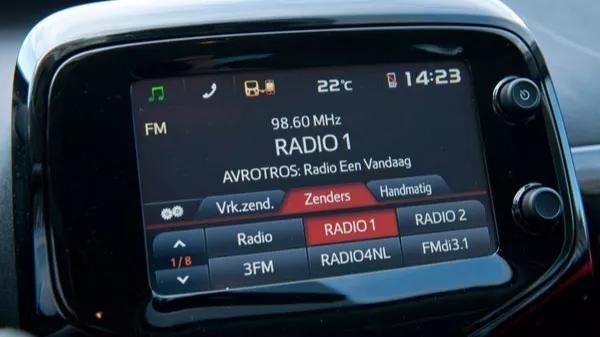 22°C 14:23
FM
98.60 MHz
RADIO 1
AVROTROS: Radio Een Vandaag
Vrk.zend. Zenders Handmatig
Radio RADIO 1 RADIO 2
1/8
3FM RADIO4NL FMdi3.1